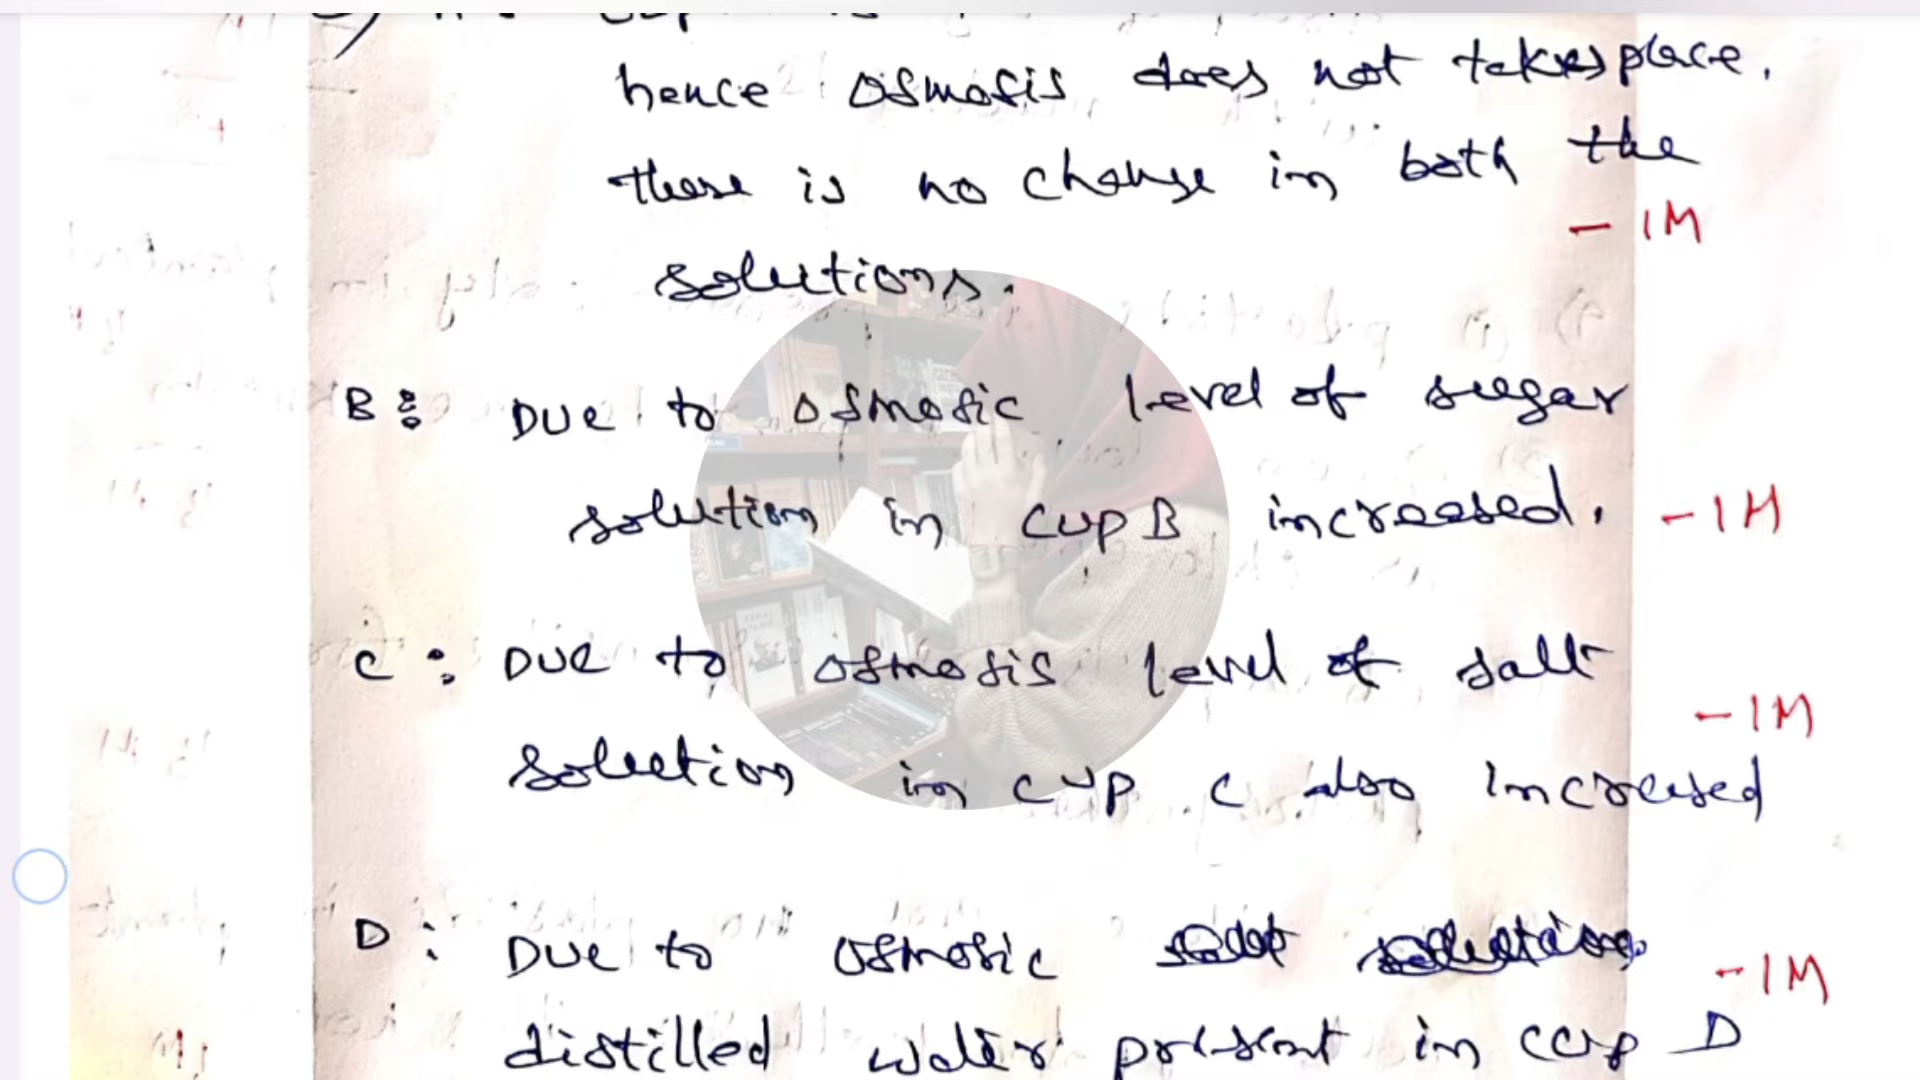 hence osmosis does not takes place.
there is no change in both the
- 1M
solutions.
B : Due to osmosic level of sugar
solution in cup B increased. - 1M
C : Due to osmosis level of salt
- 1M
solution in cup C also increased
D : Due to osmosic
- 1M
distilled water present in cup D